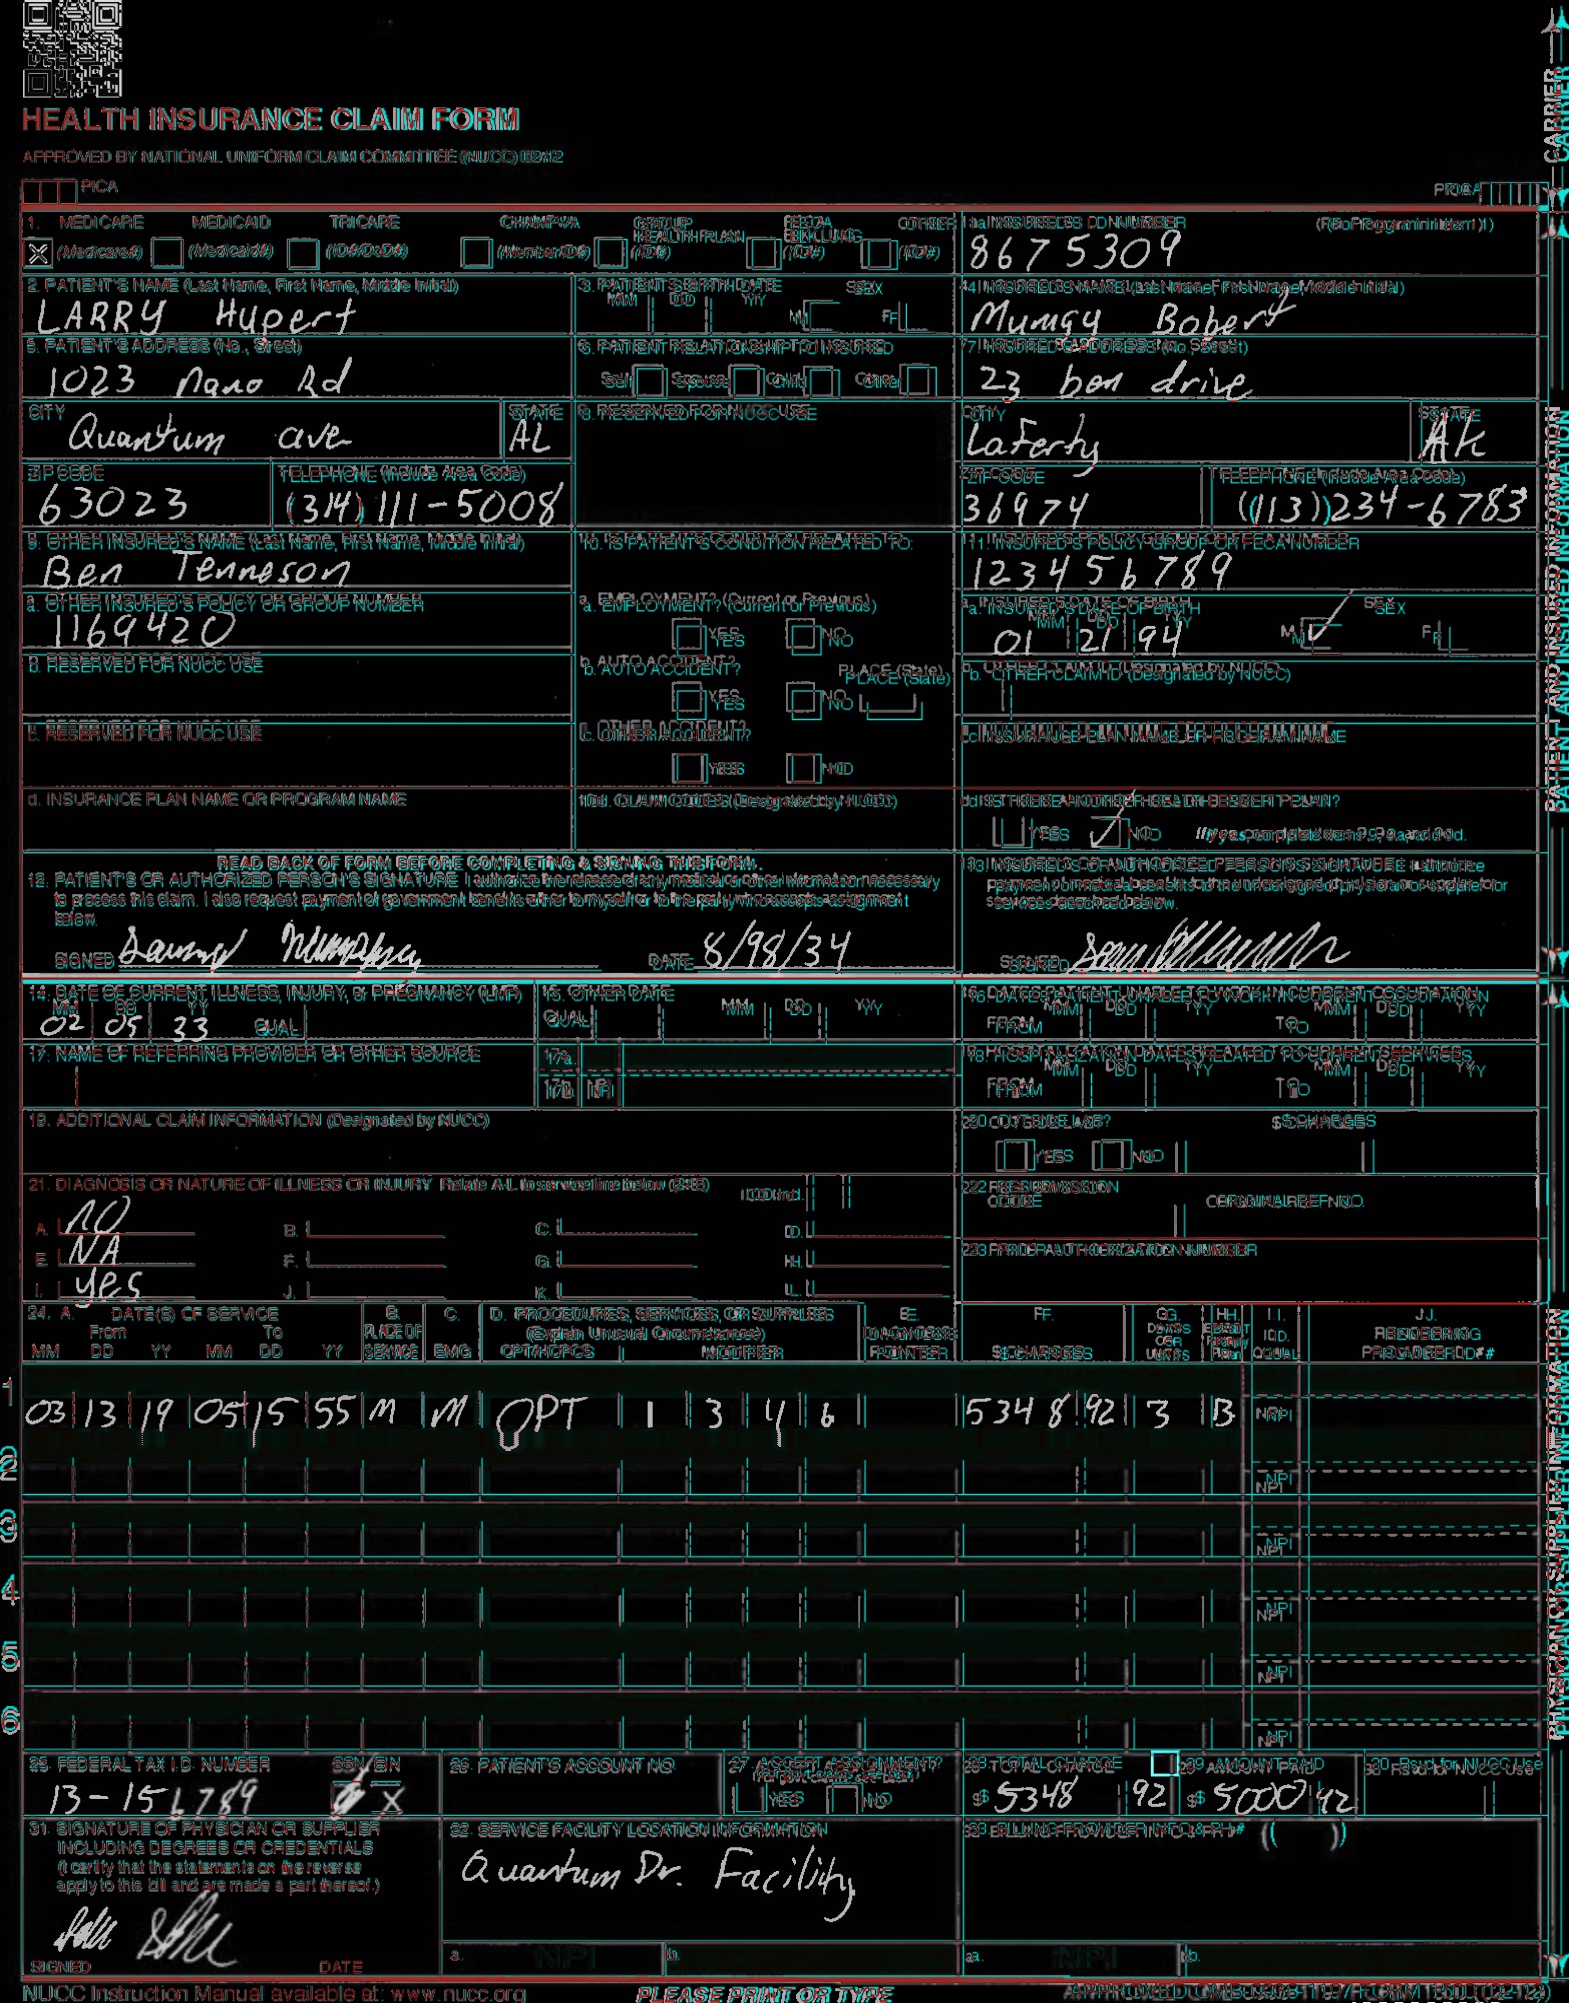 HEALTH INSURANCE CLAIM FORM
APPROVED BY NATIONAL UNIFORM CLAIM COMMITTEE (NUCC) 02/12
PICA PICA
CARRIER
1. MEDICARE MEDICAID TRICARE CHAMPVA GROUP HEALTH PLAN FECA BLK LUNG OTHER 1a. INSURED'S I.D. NUMBER (For Program in Item 1)
X (Medicare#) (Medicaid#) (ID#/DoD#) (Member ID#) (ID#) (ID#) (ID#) 8675309
2. PATIENT'S NAME (Last Name, First Name, Middle Initial) 3. PATIENT'S BIRTH DATE SEX 4. INSURED'S NAME (Last Name, First Name, Middle Initial)
MM DD YY M F
LARRY Hupert Bobert
5. PATIENT'S ADDRESS (No., Street) 6. PATIENT RELATIONSHIP TO INSURED 7. INSURED'S ADDRESS (No., Street)
1023 nano Rd Self Spouse Child Other 23 bon drive
CITY STATE 8. RESERVED FOR NUCC USE CITY STATE
Quantum ave AL LaFerty AK
ZIP CODE TELEPHONE (Include Area Code) ZIP CODE TELEPHONE (Include Area Code)
63023 (314) 111-5008 36974 (113) 234-6783
9. OTHER INSURED'S NAME (Last Name, First Name, Middle Initial) 10. IS PATIENT'S CONDITION RELATED TO: 11. INSURED'S POLICY GROUP OR FECA NUMBER
Ben Tenneson 123456789
a. OTHER INSURED'S POLICY OR GROUP NUMBER a. EMPLOYMENT? (Current or Previous) a. INSURED'S DATE OF BIRTH SEX
1169420 YES NO MM DD YY 01 21 94 M F
b. RESERVED FOR NUCC USE b. AUTO ACCIDENT? PLACE (State) b. OTHER CLAIM ID (Designated by NUCC)
YES NO
c. RESERVED FOR NUCC USE c. OTHER ACCIDENT? c. INSURANCE PLAN NAME OR PROGRAM NAME
YES NO
d. INSURANCE PLAN NAME OR PROGRAM NAME 10d. CLAIM CODES (Designated by NUCC) d. IS THERE ANOTHER HEALTH BENEFIT PLAN?
YES NO If yes, complete items 9, 9a, and 9d.
PATIENT AND INSURED INFORMATION
READ BACK OF FORM BEFORE COMPLETING & SIGNING THIS FORM.
12. PATIENT'S OR AUTHORIZED PERSON'S SIGNATURE I authorize the release of any medical or other information necessary
to process this claim. I also request payment of government benefits either to myself or to the party who accepts assignment
below.
SIGNED DATE 8/98/34
13. INSURED'S OR AUTHORIZED PERSON'S SIGNATURE I authorize
payment of medical benefits to the undersigned physician or supplier for
services described below.
SIGNED
14. DATE OF CURRENT ILLNESS, INJURY, or PREGNANCY (LMP) 15. OTHER DATE 16. DATES PATIENT UNABLE TO WORK IN CURRENT OCCUPATION
MM DD YY 02 05 33 QUAL. QUAL. MM DD YY FROM MM DD YY TO MM DD YY
17. NAME OF REFERRING PROVIDER OR OTHER SOURCE 17a. 18. HOSPITALIZATION DATES RELATED TO CURRENT SERVICES
17b. NPI FROM MM DD YY TO MM DD YY
19. ADDITIONAL CLAIM INFORMATION (Designated by NUCC) 20. OUTSIDE LAB? $ CHARGES
YES NO
21. DIAGNOSIS OR NATURE OF ILLNESS OR INJURY Relate A-L to service line below (24E) ICD Ind. 22. RESUBMISSION CODE ORIGINAL REF. NO.
A. NO B. C. D.
E. NA F. G. H. 23. PRIOR AUTHORIZATION NUMBER
I. yes J. K. L.
24. A. DATE(S) OF SERVICE B. C. D. PROCEDURES, SERVICES, OR SUPPLIES E. F. G. H. I. J.
From To PLACE OF (Explain Unusual Circumstances) DIAGNOSIS DAYS OR UNITS EPSDT Family Plan ID. RENDERING
MM DD YY MM DD YY SERVICE EMG CPT/HCPCS MODIFIER POINTER $ CHARGES QUAL. PROVIDER ID. #
1 03 13 19 05 15 55 M M OPT 1 3 4 6 5348 92 3 B NPI
2 NPI
3 NPI
4 NPI
5 NPI
6 NPI
PHYSICIAN OR SUPPLIER INFORMATION
25. FEDERAL TAX I.D. NUMBER SSN EIN 26. PATIENT'S ACCOUNT NO. 27. ACCEPT ASSIGNMENT? 28. TOTAL CHARGE 29. AMOUNT PAID 30. Rsvd for NUCC Use
13-156789 X YES NO $ 5348 92 $ 5000 42
31. SIGNATURE OF PHYSICIAN OR SUPPLIER
INCLUDING DEGREES OR CREDENTIALS
(I certify that the statements on the reverse
apply to this bill and are made a part thereof.)
SIGNED DATE
32. SERVICE FACILITY LOCATION INFORMATION
Quantum Dr. Facility
a. NPI b.
33. BILLING PROVIDER INFO & PH # ( )
a. NPI b.
NUCC Instruction Manual available at: www.nucc.org PLEASE PRINT OR TYPE APPROVED OMB-0938-1197 FORM 1500 (02-12)